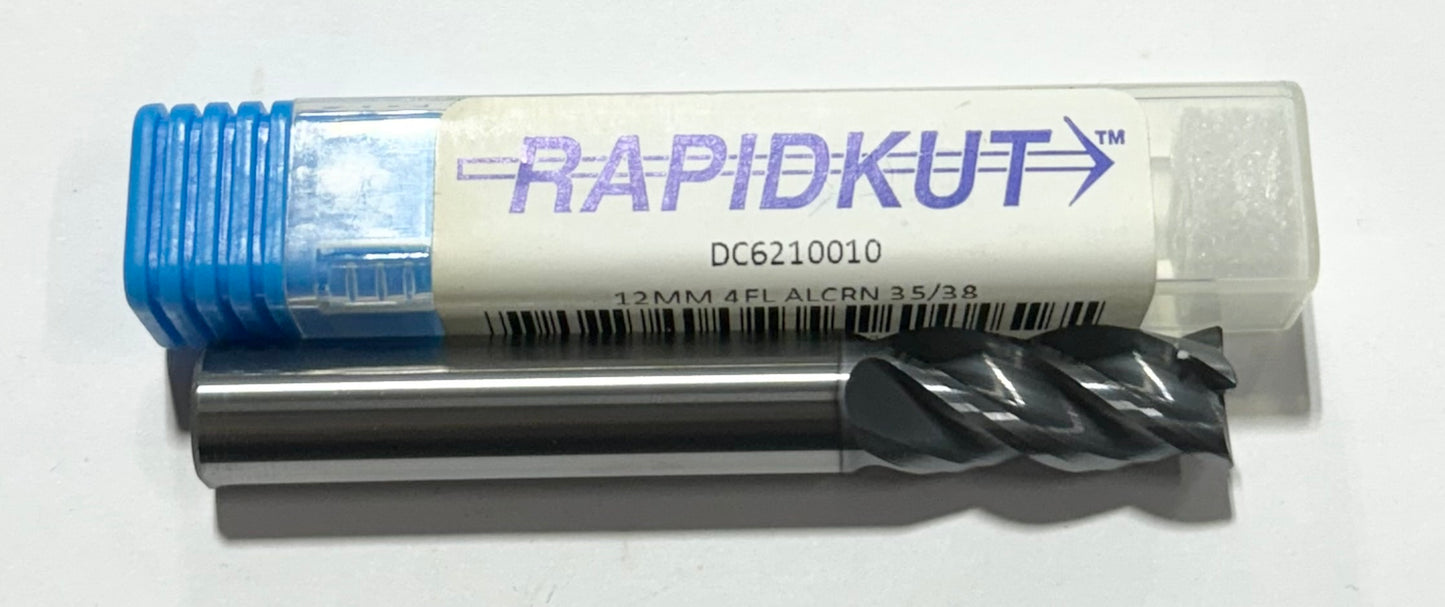 RAPIDKUT™
DC6210010
12MM 4FL ALCRN 35/38